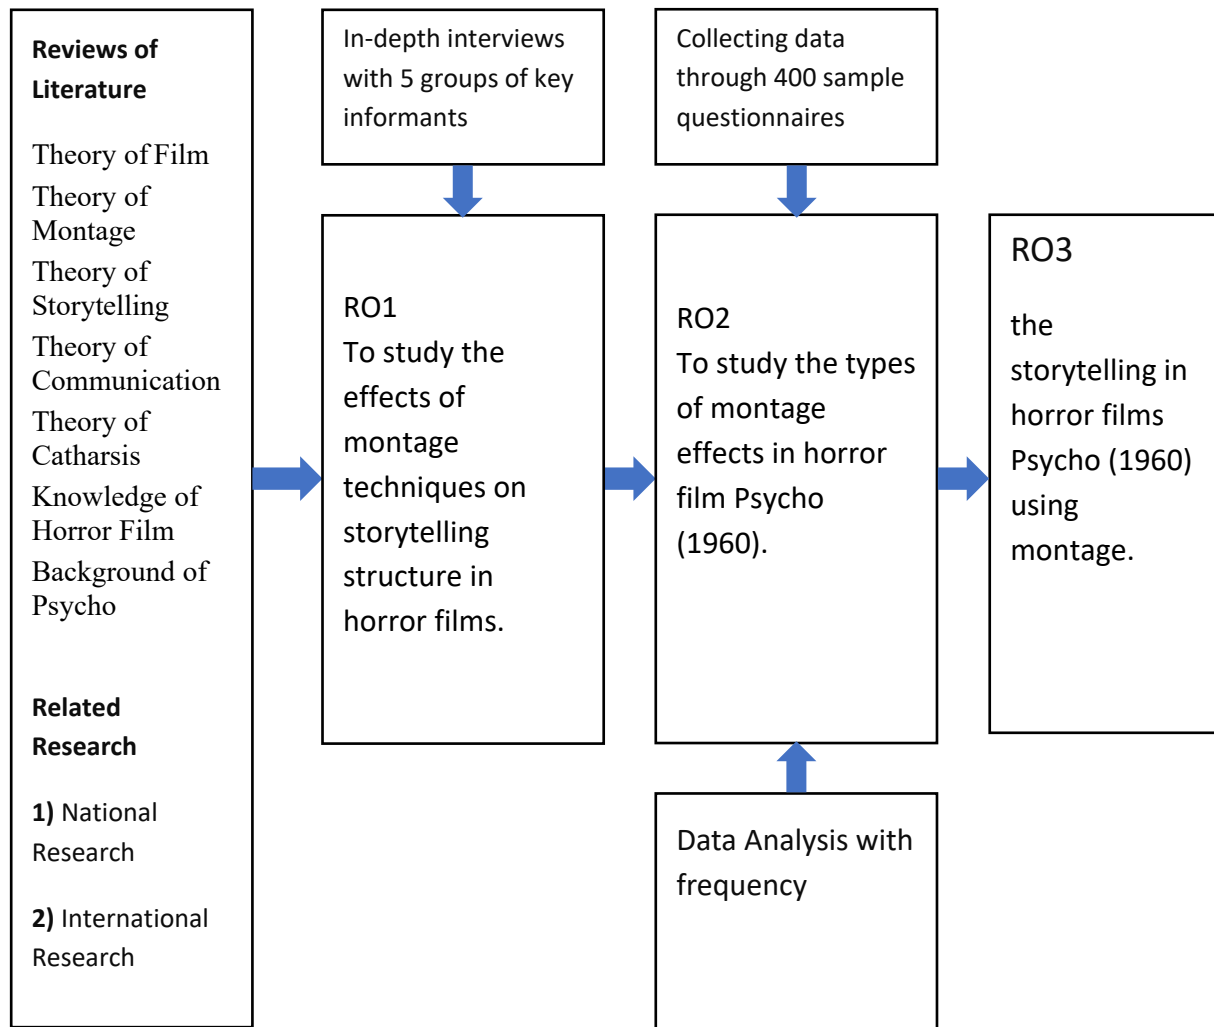 Reviews of
Literature
Theory of Film
Theory of
Montage
Theory of
Storytelling
Theory of
Communication
Theory of
Catharsis
Knowledge of
Horror Film
Background of
Psycho
Related
Research
1) National
Research
2) International
Research
In-depth interviews
with 5 groups of key
informants
RO1
To study the
effects of
montage
techniques on
storytelling
structure in
horror films.
Collecting data
through 400 sample
questionnaires
RO2
To study the types
of montage
effects in horror
film Psycho
(1960).
Data Analysis with
frequency
RO3
the
storytelling in
horror films
Psycho (1960)
using
montage.